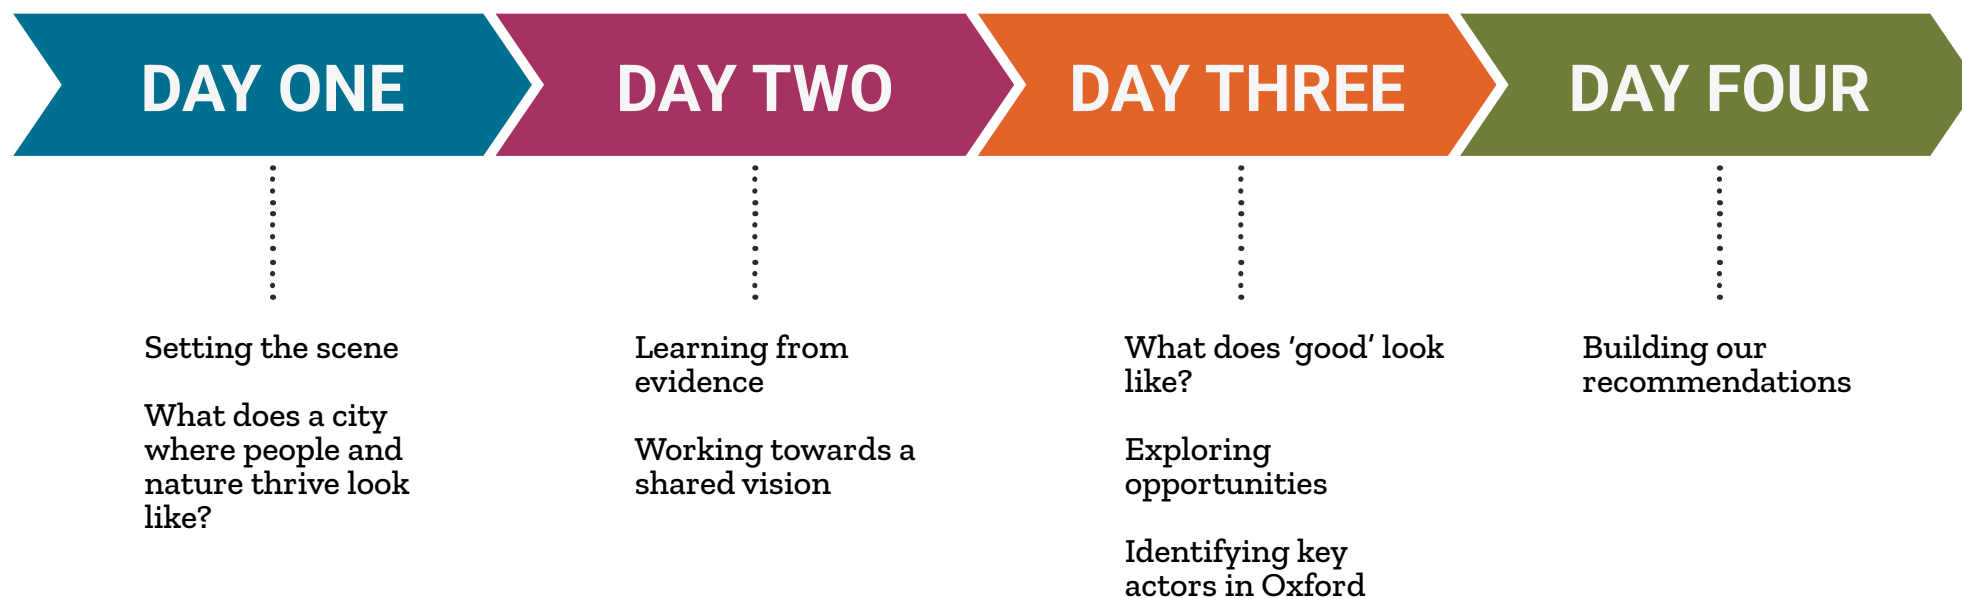 DAY ONE
DAY TWO
DAY THREE
DAY FOUR
Setting the scene
What does a city
where people and
nature thrive look
like?
Learning from
evidence
Working towards a
shared vision
What does ‘good’ look
like?
Exploring
opportunities
Identifying key
actors in Oxford
Building our
recommendations